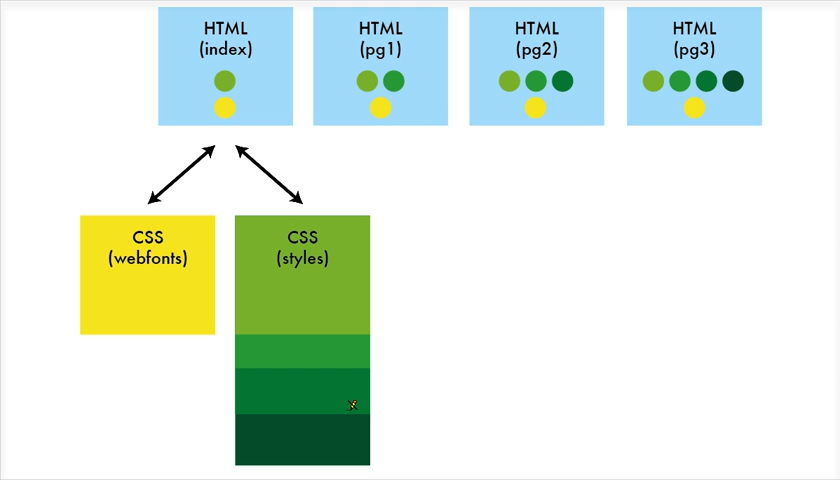 HTML
(index)
HTML
(pg1)
HTML
(pg2)
HTML
(pg3)
CSS
(webfonts)
CSS
(styles)